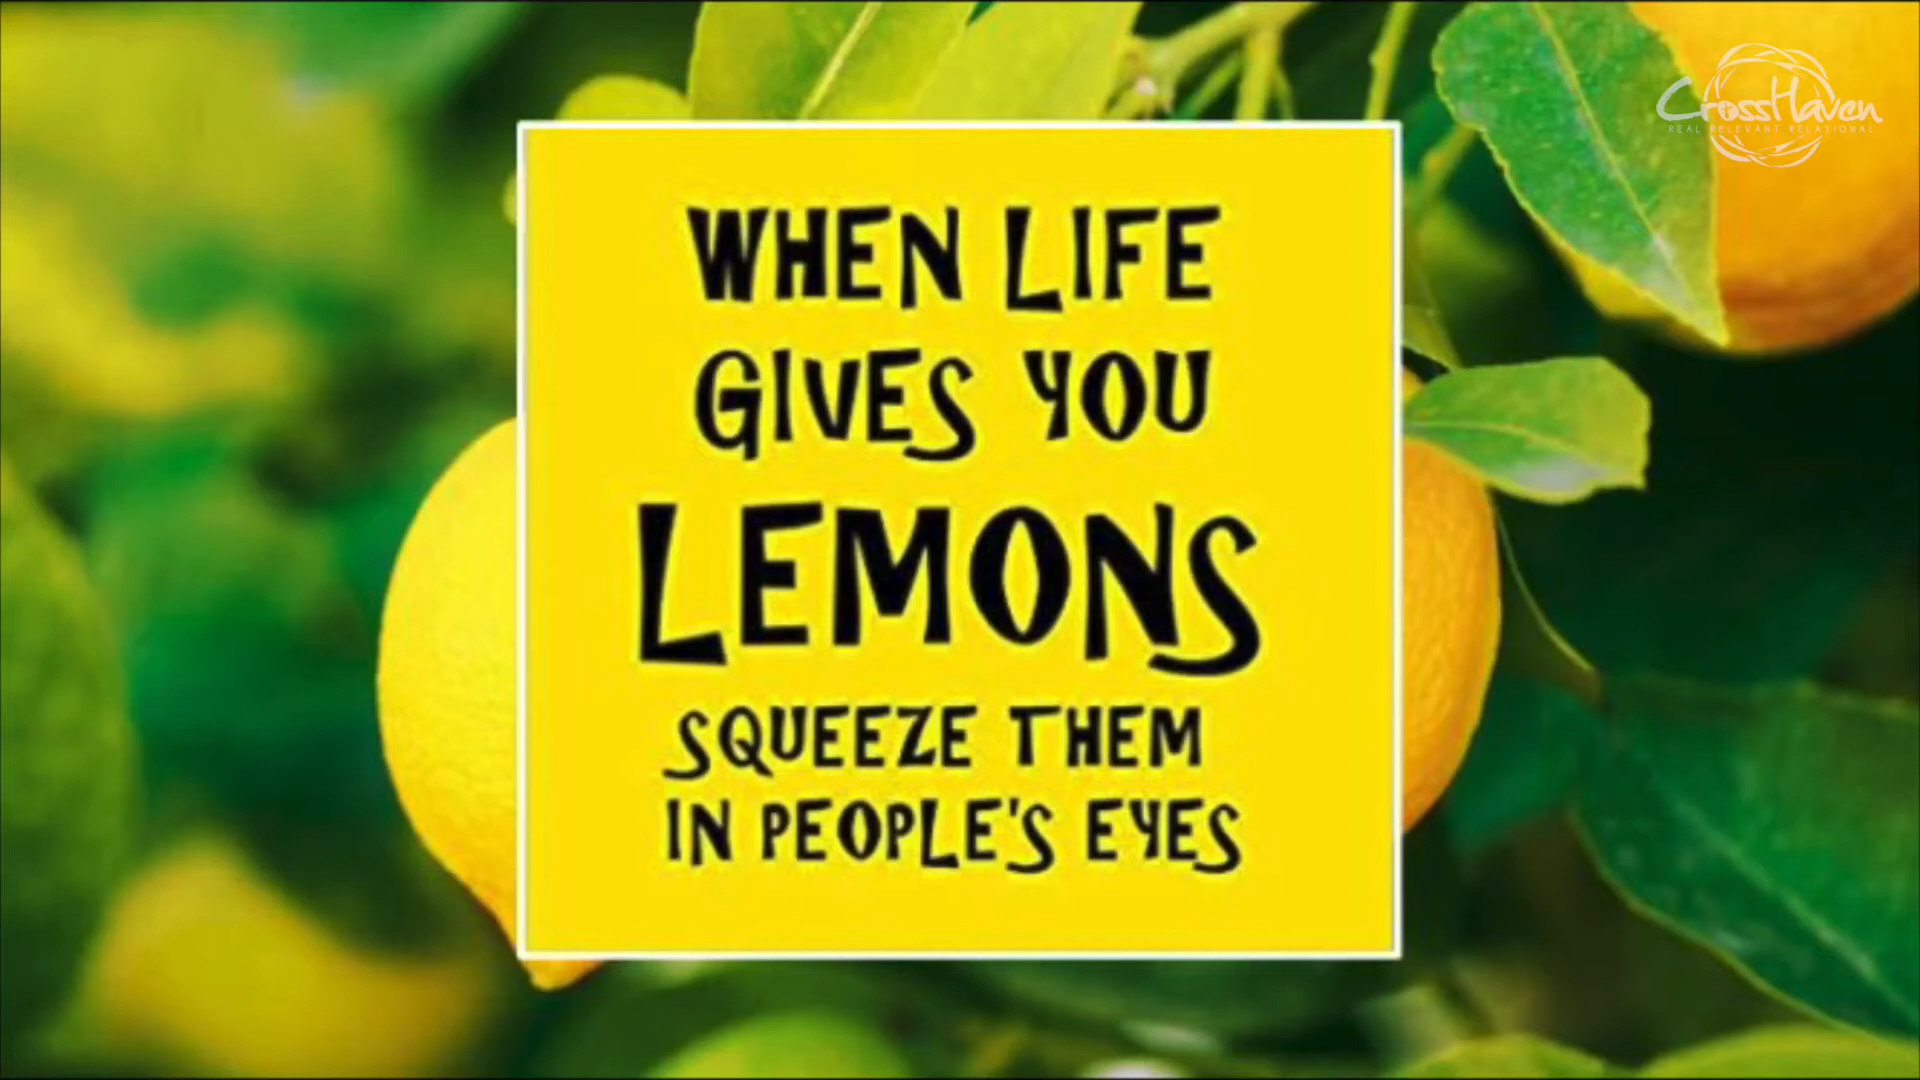 CrossHaven
REAL RELEVANT RELATIONAL
WHEN LIFE
GIVES YOU
LEMONS
SQUEEZE THEM
IN PEOPLE'S EYES